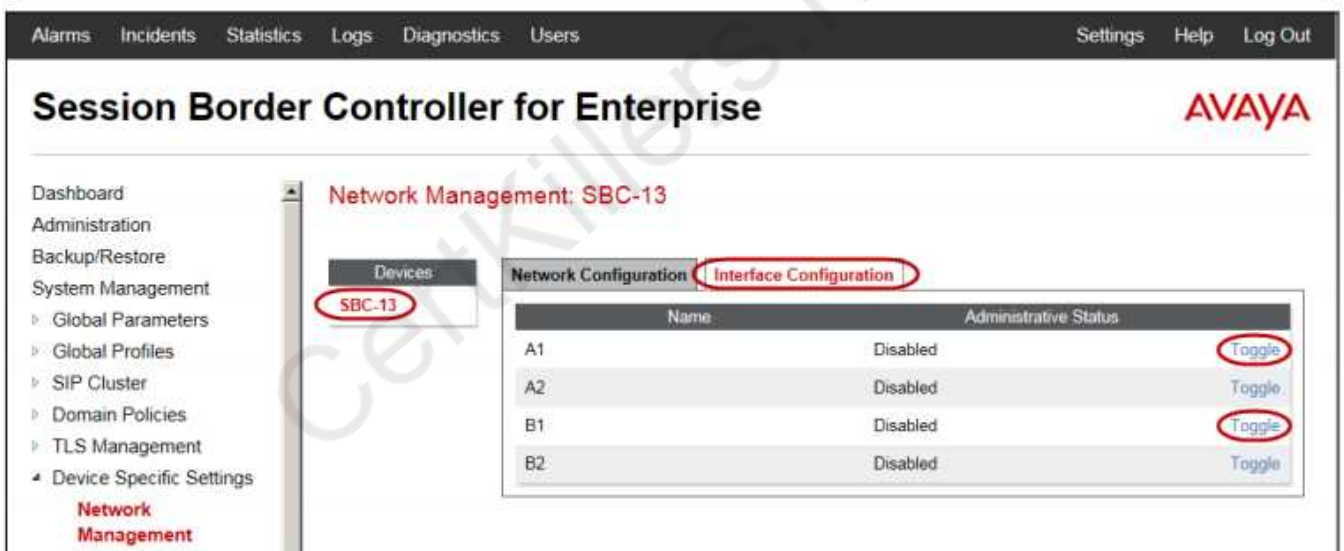 Alarms Incidents Statistics Logs Diagnostics Users Settings Help Log Out
Session Border Controller for Enterprise
AVAYA
Dashboard
Administration
Backup/Restore
System Management
Global Parameters
Global Profiles
SIP Cluster
Domain Policies
TLS Management
Device Specific Settings
Network
Management
Network Management: SBC-13
Devices
SBC-13
Network Configuration Interface Configuration
Name Administrative Status
A1 Disabled Toggle
A2 Disabled Toggle
B1 Disabled Toggle
B2 Disabled Toggle
CertKillers.